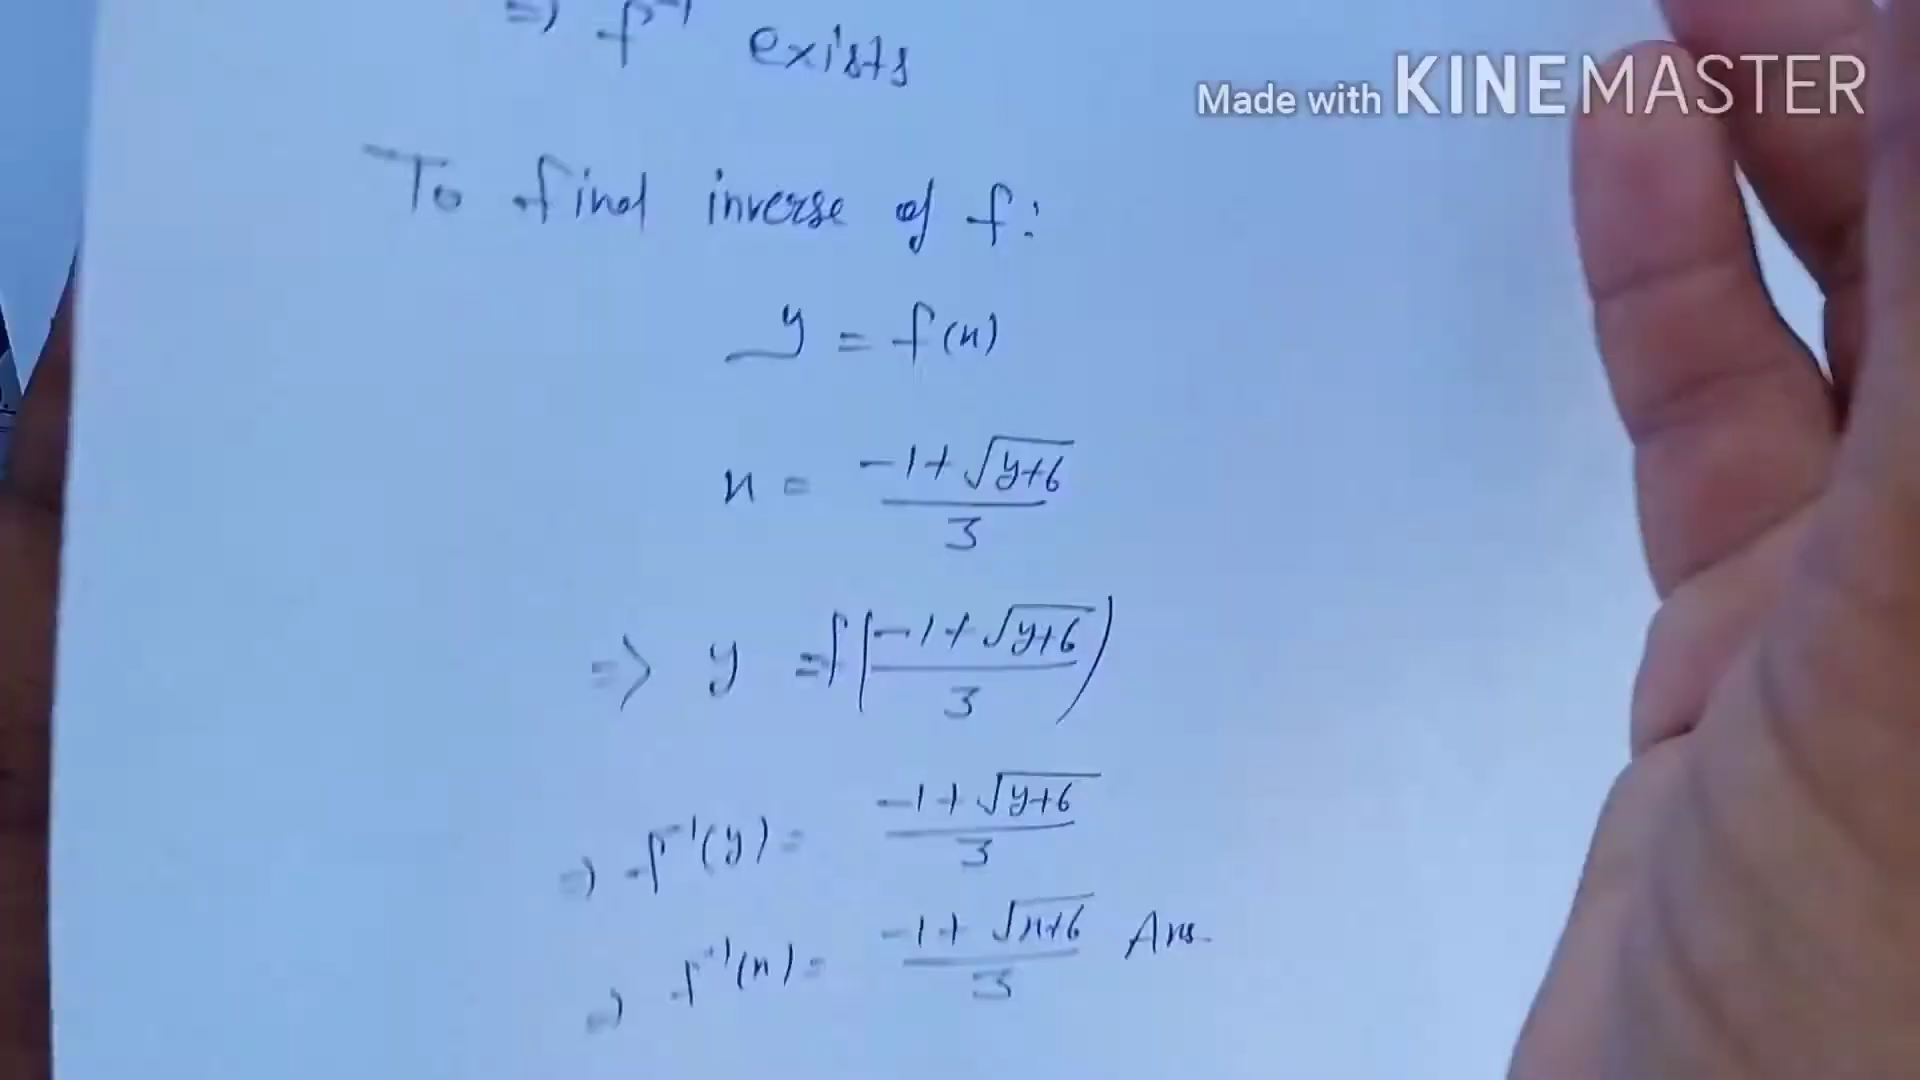 ⇒ f⁻¹ exists
Made with KINEMASTER
To find inverse of f:
y = f(x)
x = (-1+√(y+6))/3
⇒ y = f((-1+√(y+6))/3)
⇒ f⁻¹(y) = (-1+√(y+6))/3
⇒ f⁻¹(x) = (-1+√(x+6))/3 Ans